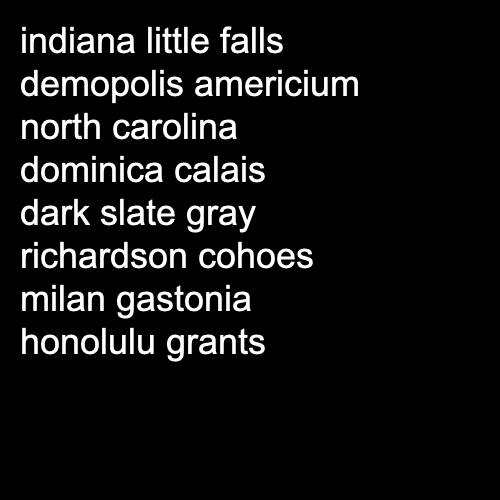 indiana little falls
demopolis americium
north carolina
dominica calais
dark slate gray
richardson cohoes
milan gastonia
honolulu grants